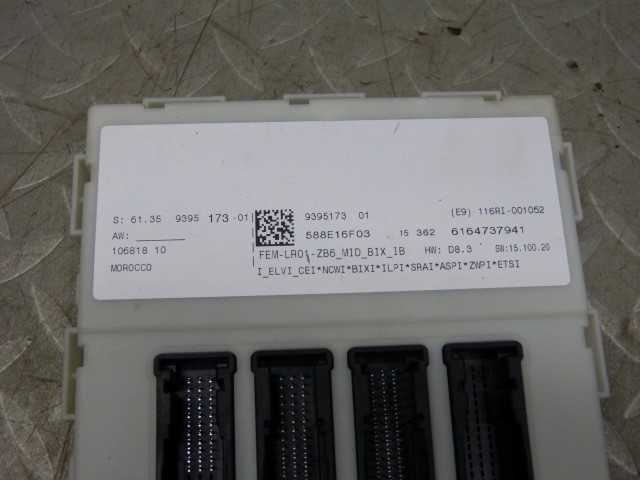 S: 61.35 9395 173-01 9395173 01 (E9) 116RI-001052
AW: 588E16F03 15 362 6164737941
106818 10 FEM-LR01-ZB6_MID_BIX_IB HW: D8.3 SW:15.100.20
MOROCCO I_ELVI_CEI*NCWI*BIXI*ILPI*SRAI*ASPI*ZWPI*ETSI